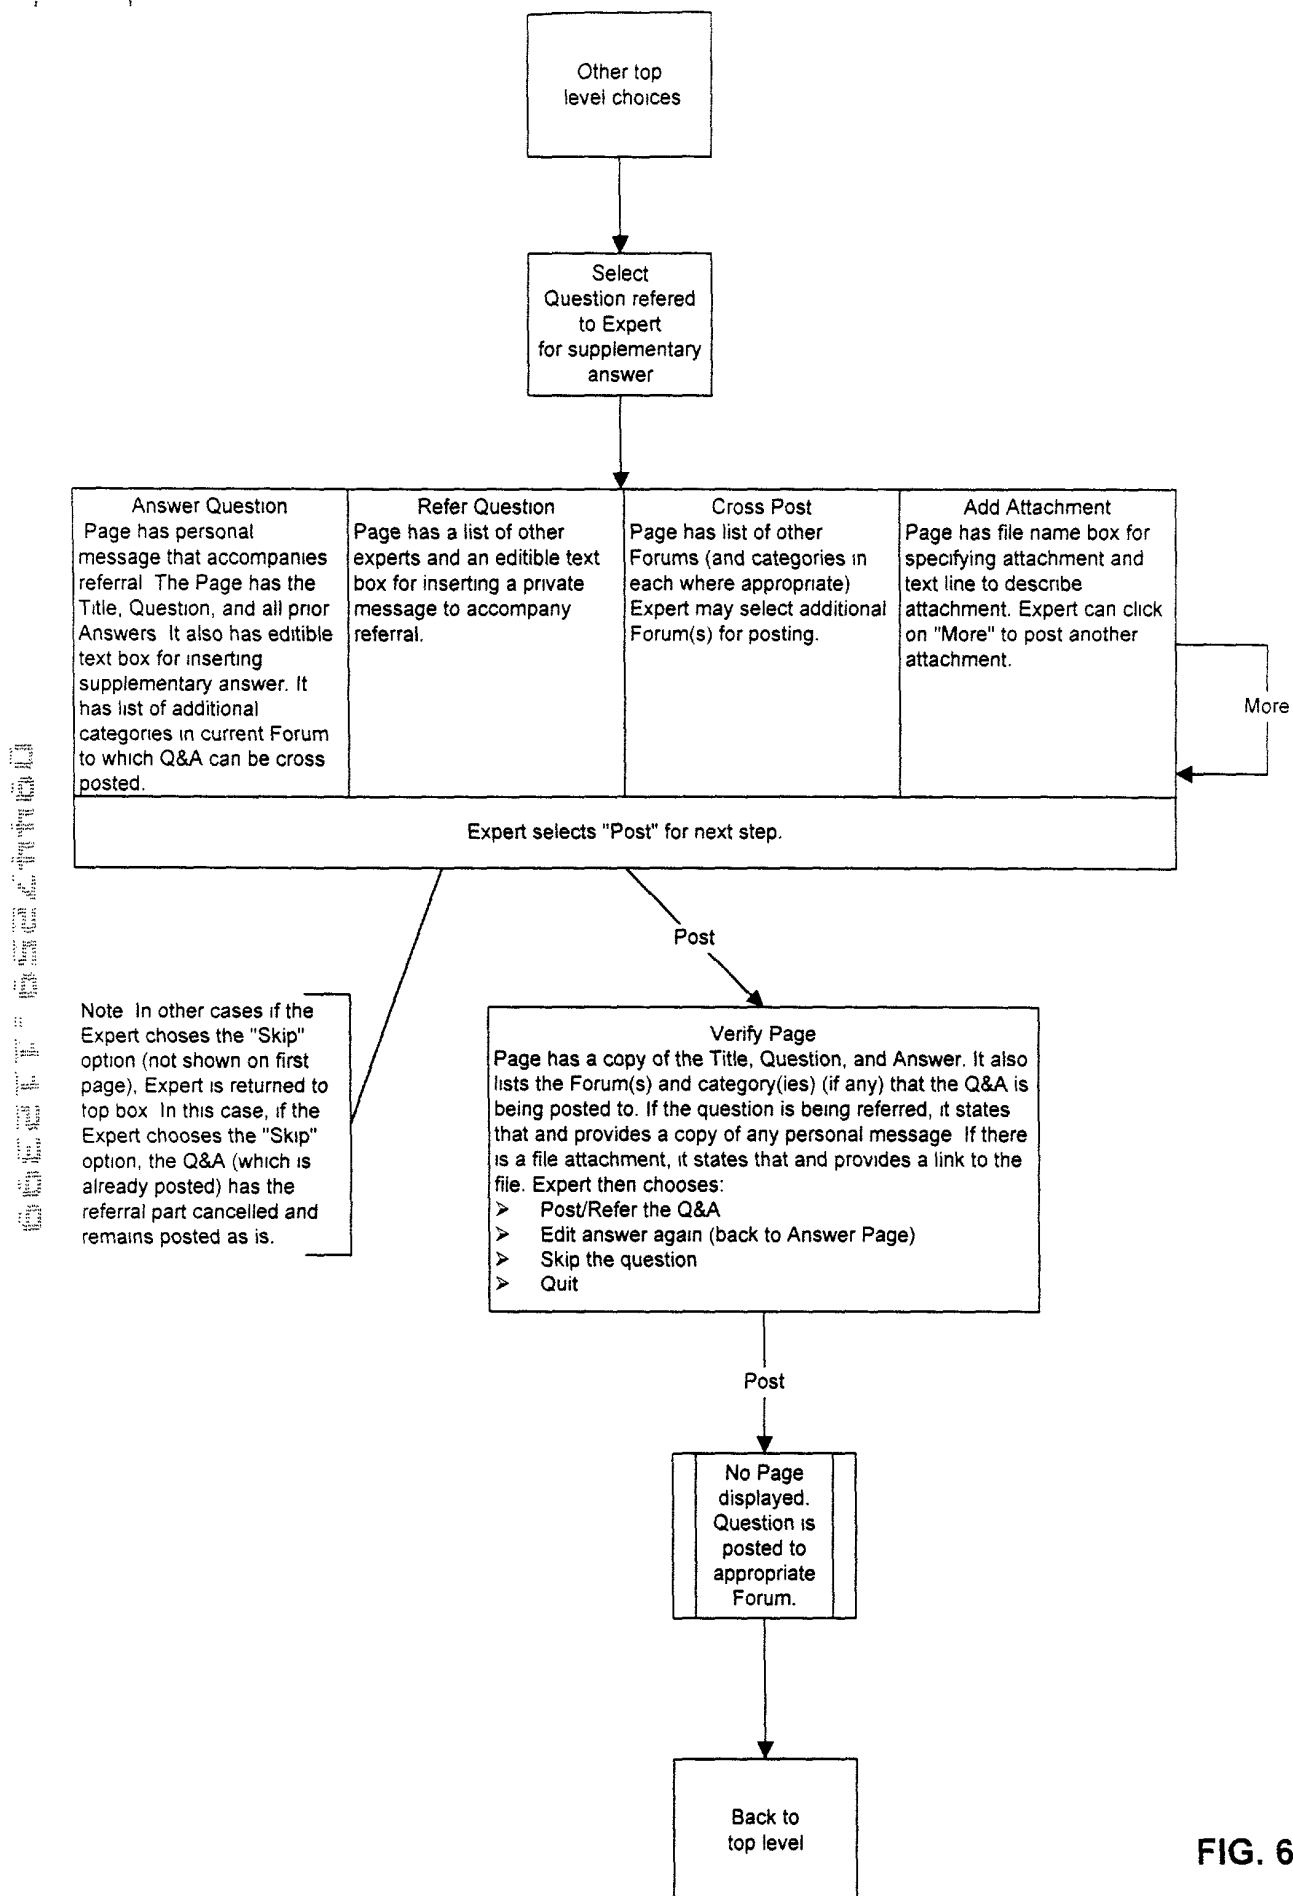 Other top
level choices
Select
Question refered
to Expert
for supplementary
answer
Answer Question
Page has personal
message that accompanies
referral The Page has the
Title, Question, and all prior
Answers It also has editible
text box for inserting
supplementary answer. It
has list of additional
categories in current Forum
to which Q&A can be cross
posted.
Refer Question
Page has a list of other
experts and an editible text
box for inserting a private
message to accompany
referral.
Cross Post
Page has list of other
Forums (and categories in
each where appropriate)
Expert may select additional
Forum(s) for posting.
Add Attachment
Page has file name box for
specifying attachment and
text line to describe
attachment. Expert can click
on "More" to post another
attachment.
More
Expert selects "Post" for next step.
Post
Note In other cases if the
Expert choses the "Skip"
option (not shown on first
page), Expert is returned to
top box In this case, if the
Expert chooses the "Skip"
option, the Q&A (which is
already posted) has the
referral part cancelled and
remains posted as is.
Verify Page
Page has a copy of the Title, Question, and Answer. It also
lists the Forum(s) and category(ies) (if any) that the Q&A is
being posted to. If the question is being referred, it states
that and provides a copy of any personal message If there
is a file attachment, it states that and provides a link to the
file. Expert then chooses:
➢ Post/Refer the Q&A
➢ Edit answer again (back to Answer Page)
➢ Skip the question
➢ Quit
Post
No Page
displayed.
Question is
posted to
appropriate
Forum.
Back to
top level
FIG. 6